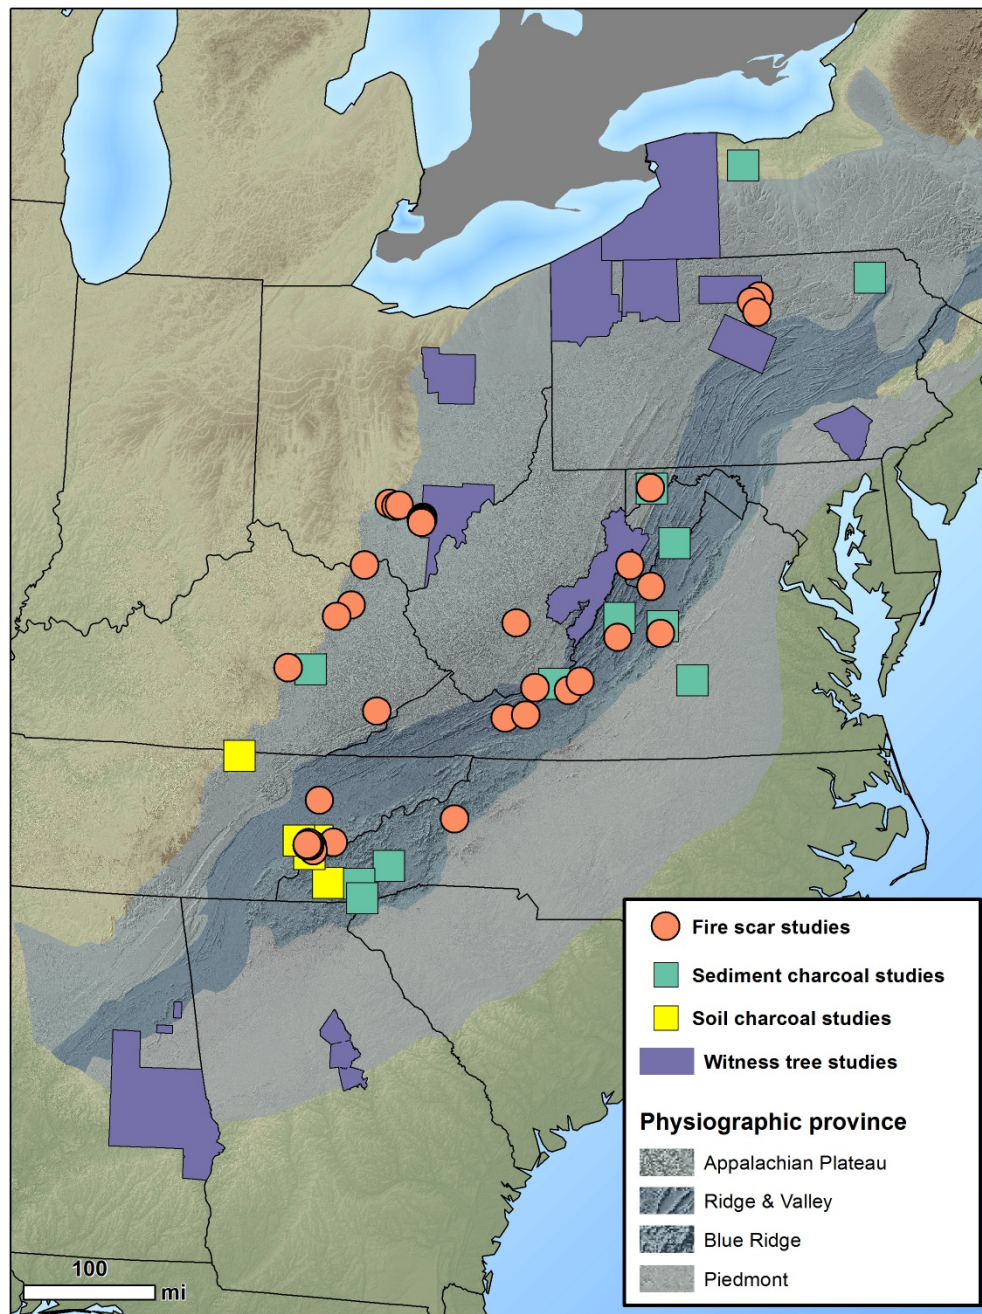 Fire scar studies
Sediment charcoal studies
Soil charcoal studies
Witness tree studies
Physiographic province
Appalachian Plateau
Ridge & Valley
Blue Ridge
Piedmont
100
mi